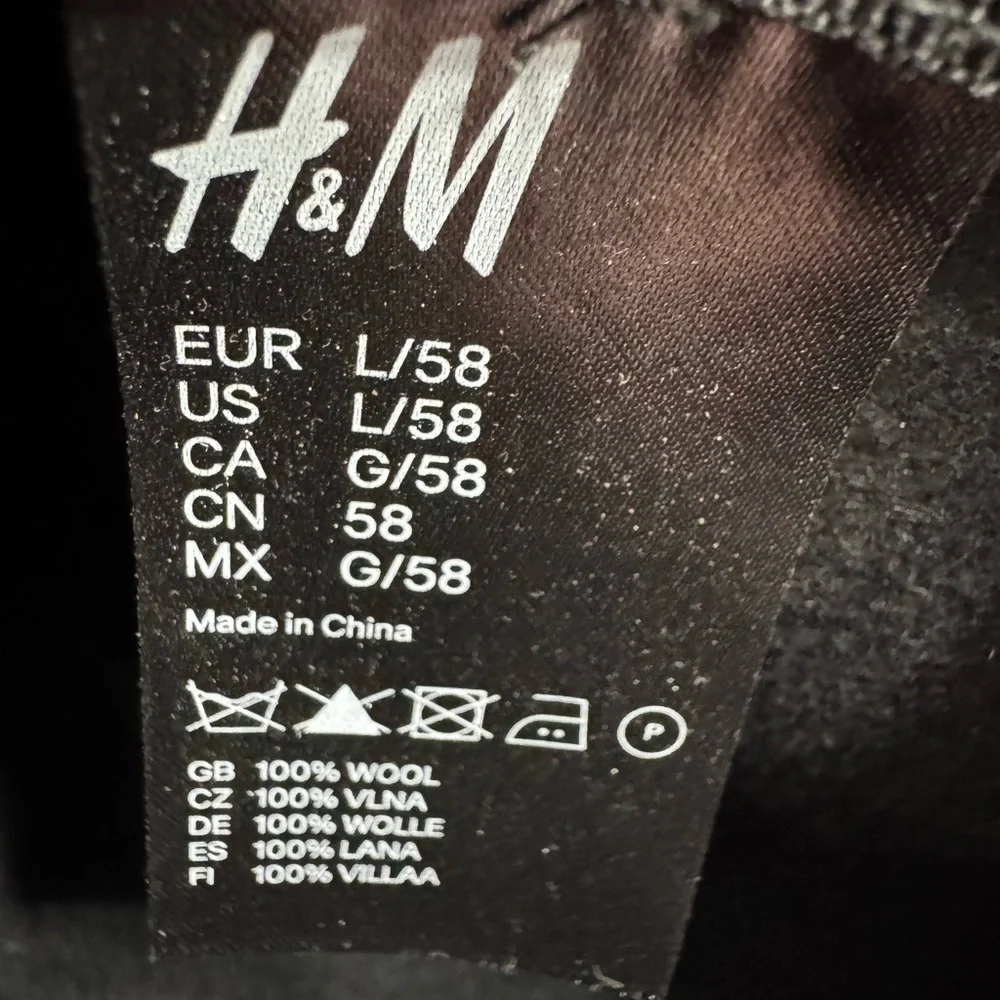 H&M
EUR L/58
US L/58
CA G/58
CN 58
MX G/58
Made in China
P
GB 100% WOOL
CZ 100% VLNA
DE 100% WOLLE
ES 100% LANA
FI 100% VILLAA